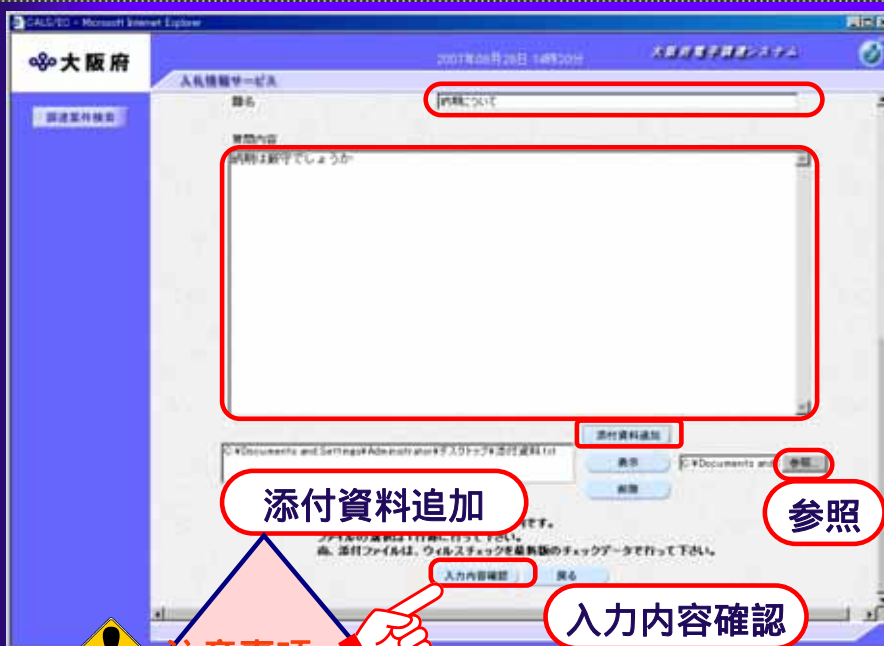 CALS/EC - Microsoft Internet Explorer
大阪府
2007年06月28日 14時20分
大阪府電子調達システム
入札情報サービス
調達案件検索
題名
納期について
質問内容
納期は厳守でしょうか
添付資料追加
C:¥Documents and Settings¥Administrator¥デスクトップ¥添付資料.txt
表示
C:¥Documents and
参照...
削除
添付資料追加
参照
です。
ファイルの選択は1件毎に行って下さい。
尚、添付ファイルは、ウィルスチェックを最新版のチェックデータで行って下さい。
入力内容確認
戻る
入力内容確認
注意事項